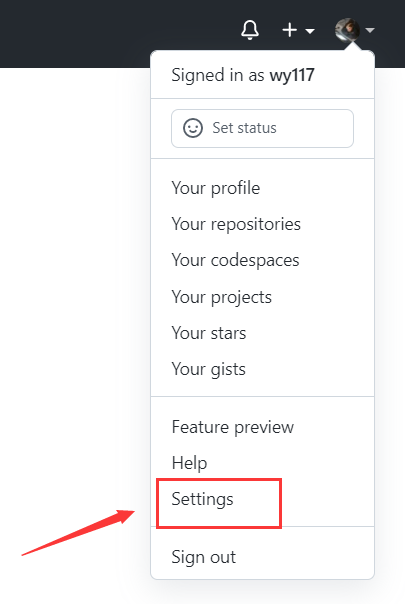 Signed in as wy117
Set status
Your profile
Your repositories
Your codespaces
Your projects
Your stars
Your gists
Feature preview
Help
Settings
Sign out